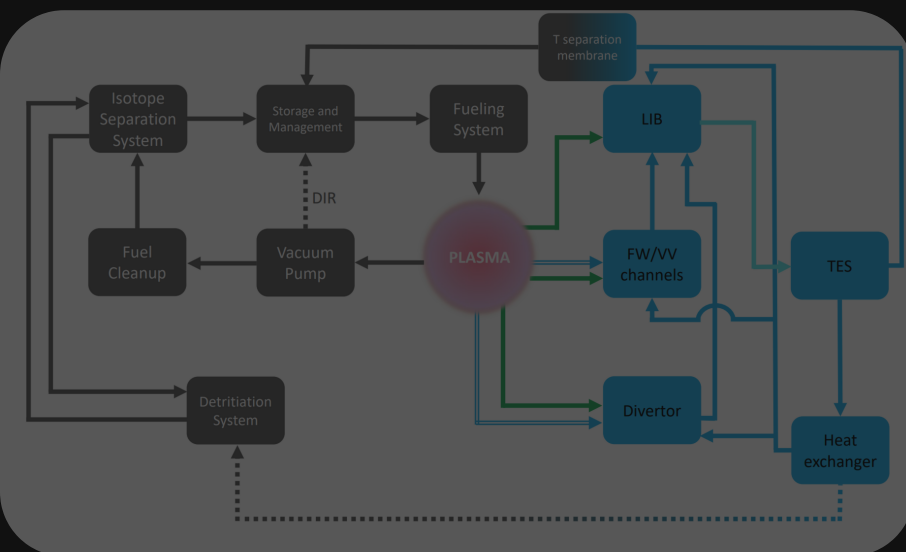 T separation
membrane
Isotope
Separation
System
Storage and
Management
Fueling
System
LIB
DIR
Fuel
Cleanup
Vacuum
Pump
PLASMA
FW/VV
channels
TES
Detritiation
System
Divertor
Heat
exchanger